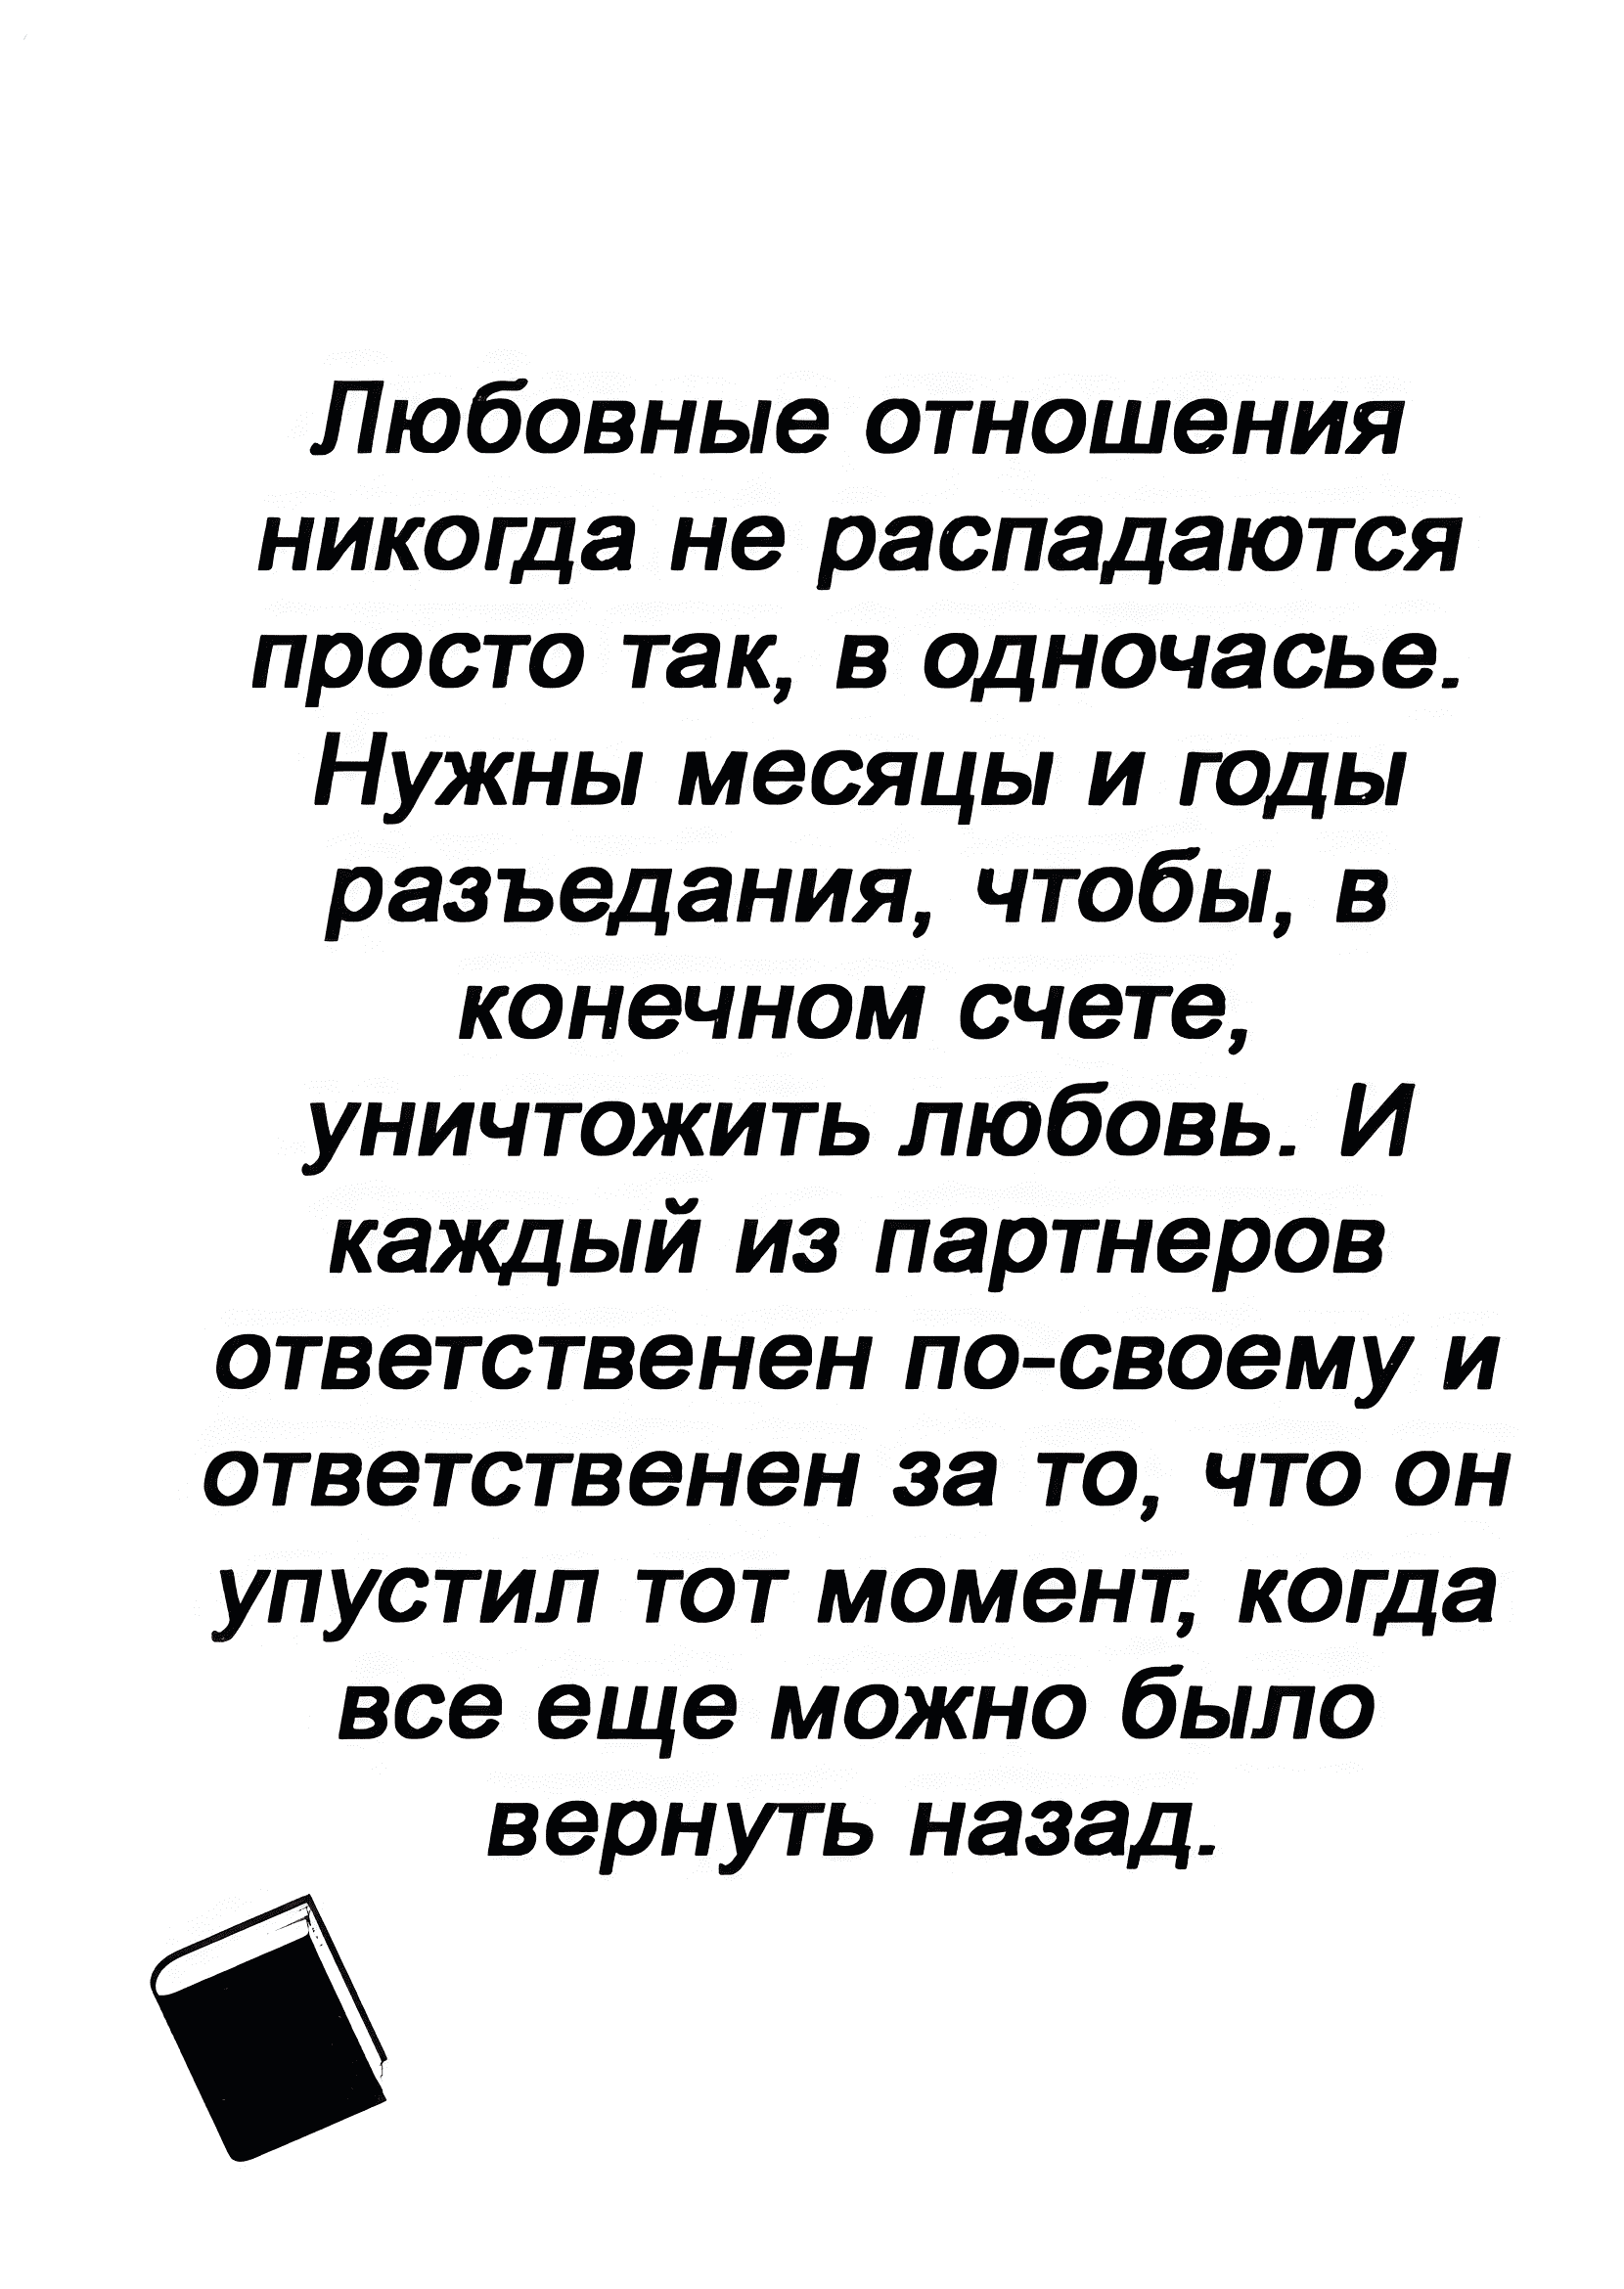 Любовные отношения
никогда не распадаются
просто так, в одночасье.
Нужны месяцы и годы
разъедания, чтобы, в
конечном счете,
уничтожить любовь. И
каждый из партнеров
ответственен по-своему и
ответственен за то, что он
упустил тот момент, когда
все еще можно было
вернуть назад.